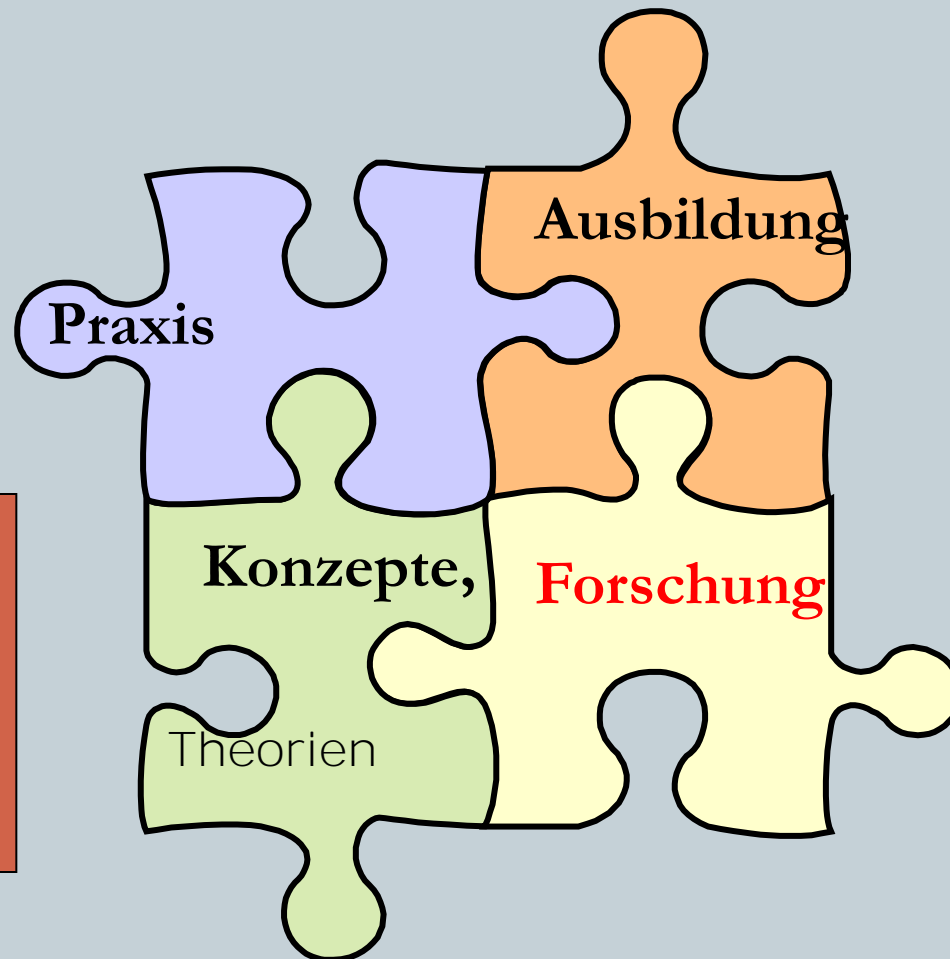 Ausbildung
Praxis
Konzepte,
Forschung
Theorien